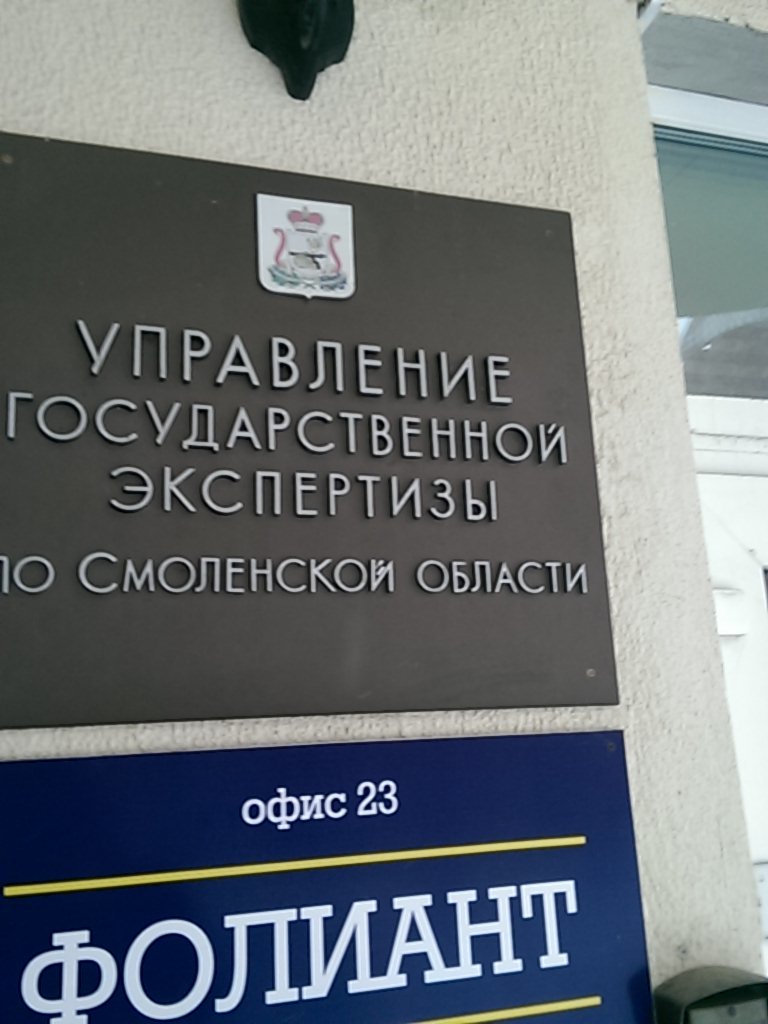 УПРАВЛЕНИЕ
ГОСУДАРСТВЕННОЙ
ЭКСПЕРТИЗЫ
ПО СМОЛЕНСКОЙ ОБЛАСТИ
офис 23
ФОЛИАНТ